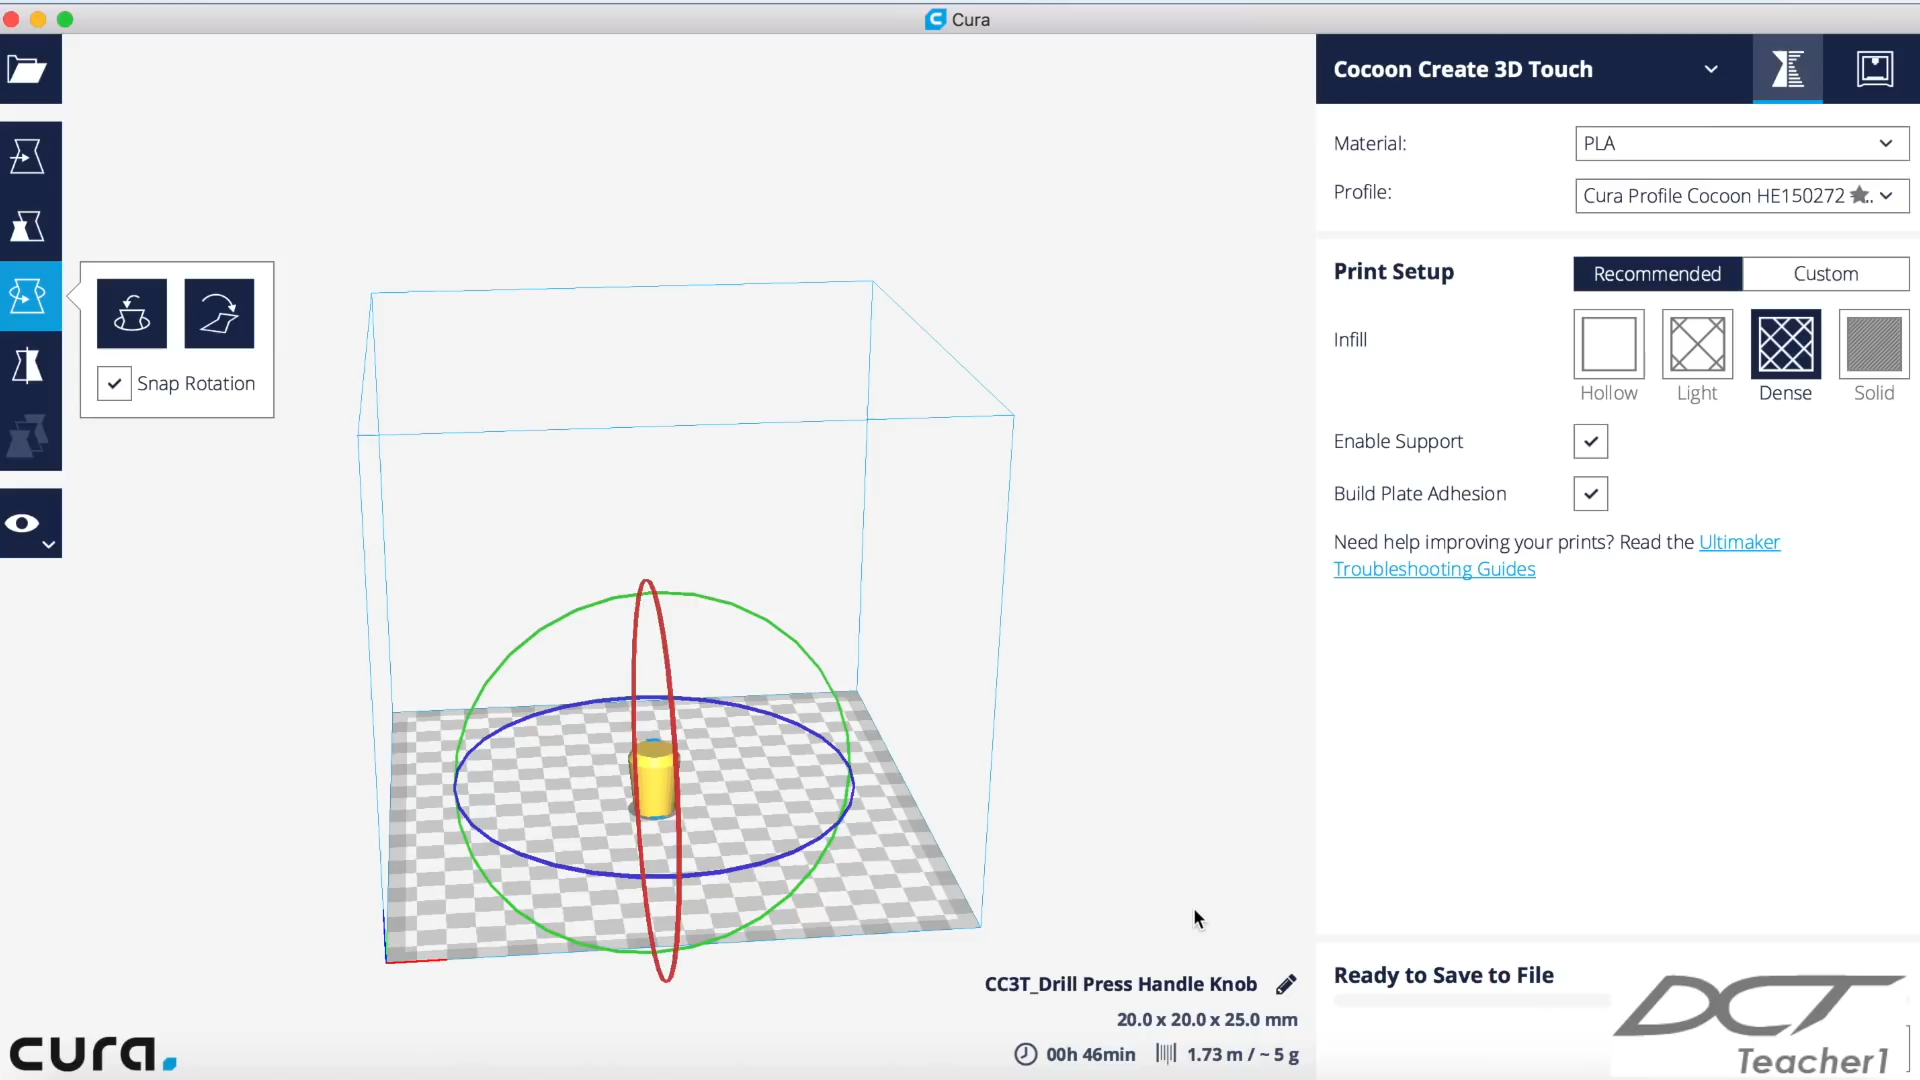 Cura
Cocoon Create 3D Touch
Material:
PLA
Profile:
Cura Profile Cocoon HE150272 ..
Print Setup
Recommended
Custom
Snap Rotation
Infill
Hollow
Light
Dense
Solid
Enable Support
Build Plate Adhesion
Need help improving your prints? Read the Ultimaker
Troubleshooting Guides
CC3T_Drill Press Handle Knob
20.0 x 20.0 x 25.0 mm
00h 46min
1.73 m / ~ 5 g
Ready to Save to File
cura.
DCT
Teacher1